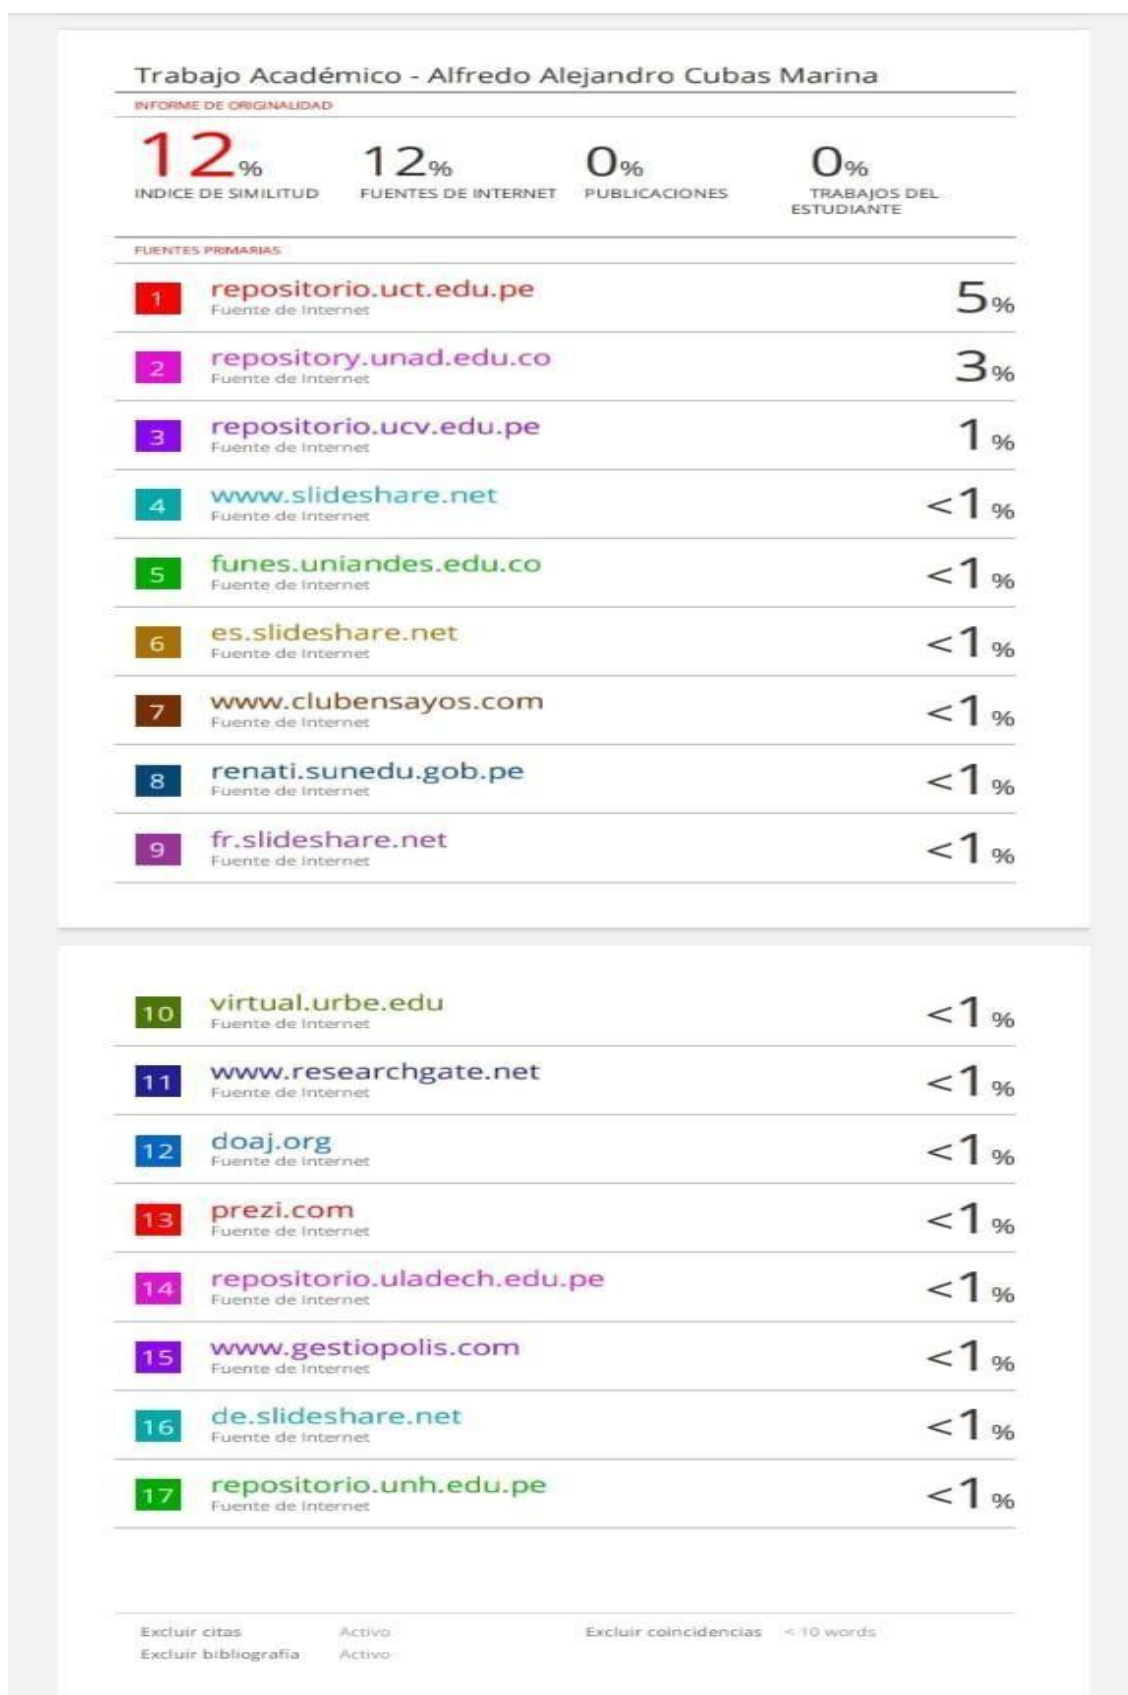 Trabajo Académico - Alfredo Alejandro Cubas Marina
INFORME DE ORIGINALIDAD
12% 12% 0% 0%
INDICE DE SIMILITUD FUENTES DE INTERNET PUBLICACIONES TRABAJOS DEL
ESTUDIANTE
FUENTES PRIMARIAS
1 repositorio.uct.edu.pe 5%
Fuente de Internet
2 repository.unad.edu.co 3%
Fuente de Internet
3 repositorio.ucv.edu.pe 1%
Fuente de Internet
4 www.slideshare.net <1%
Fuente de Internet
5 funes.uniandes.edu.co <1%
Fuente de Internet
6 es.slideshare.net <1%
Fuente de Internet
7 www.clubensayos.com <1%
Fuente de Internet
8 renati.sunedu.gob.pe <1%
Fuente de Internet
9 fr.slideshare.net <1%
Fuente de Internet
10 virtual.urbe.edu <1%
Fuente de Internet
11 www.researchgate.net <1%
Fuente de Internet
12 doaj.org <1%
Fuente de Internet
13 prezi.com <1%
Fuente de Internet
14 repositorio.uladech.edu.pe <1%
Fuente de Internet
15 www.gestiopolis.com <1%
Fuente de Internet
16 de.slideshare.net <1%
Fuente de Internet
17 repositorio.unh.edu.pe <1%
Fuente de Internet
Excluir citas Activo Excluir coincidencias < 10 words
Excluir bibliografía Activo